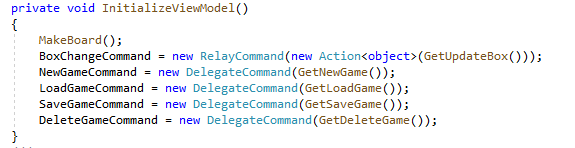 private void InitializeViewModel()
{
MakeBoard();
BoxChangeCommand = new RelayCommand(new Action<object>(GetUpdateBox()));
NewGameCommand = new DelegateCommand(GetNewGame());
LoadGameCommand = new DelegateCommand(GetLoadGame());
SaveGameCommand = new DelegateCommand(GetSaveGame());
DeleteGameCommand = new DelegateCommand(GetDeleteGame());
}